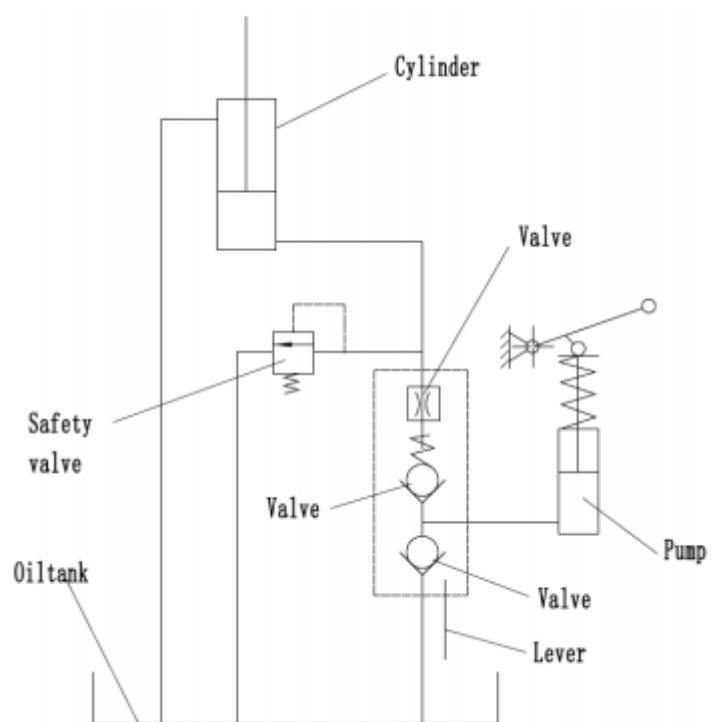 Cylinder
Valve
Safety
valve
Valve
Pump
Oiltank
Valve
Lever